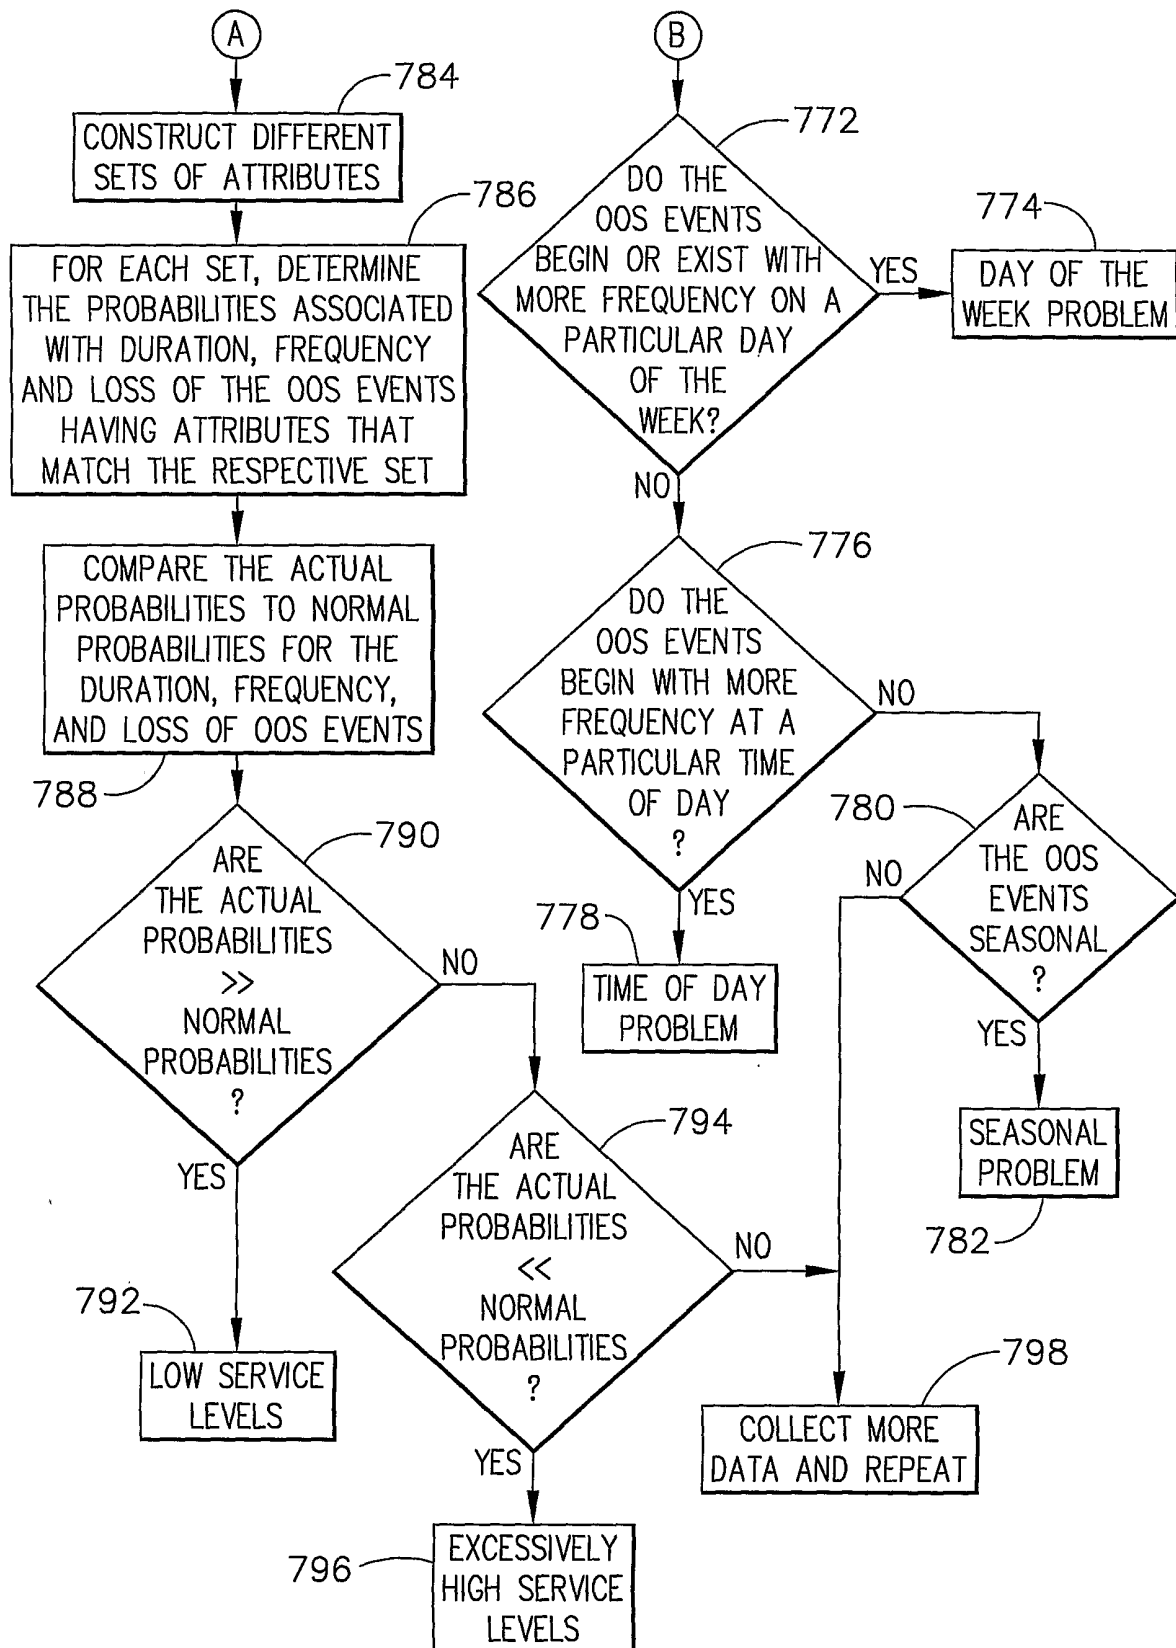 A
784
CONSTRUCT DIFFERENT
SETS OF ATTRIBUTES
786
FOR EACH SET, DETERMINE
THE PROBABILITIES ASSOCIATED
WITH DURATION, FREQUENCY
AND LOSS OF THE OOS EVENTS
HAVING ATTRIBUTES THAT
MATCH THE RESPECTIVE SET
COMPARE THE ACTUAL
PROBABILITIES TO NORMAL
PROBABILITIES FOR THE
DURATION, FREQUENCY,
AND LOSS OF OOS EVENTS
788
790
ARE
THE ACTUAL
PROBABILITIES
>>
NORMAL
PROBABILITIES
?
NO
YES
792
LOW SERVICE
LEVELS
794
ARE
THE ACTUAL
PROBABILITIES
<<
NORMAL
PROBABILITIES
?
NO
YES
796
EXCESSIVELY
HIGH SERVICE
LEVELS
B
772
DO THE
OOS EVENTS
BEGIN OR EXIST WITH
MORE FREQUENCY ON A
PARTICULAR DAY
OF THE
WEEK?
YES
774
DAY OF THE
WEEK PROBLEM
NO
776
DO THE
OOS EVENTS
BEGIN WITH MORE
FREQUENCY AT A
PARTICULAR TIME
OF DAY
?
NO
YES
778
TIME OF DAY
PROBLEM
780
ARE
THE OOS
EVENTS
SEASONAL
?
NO
YES
SEASONAL
PROBLEM
782
798
COLLECT MORE
DATA AND REPEAT